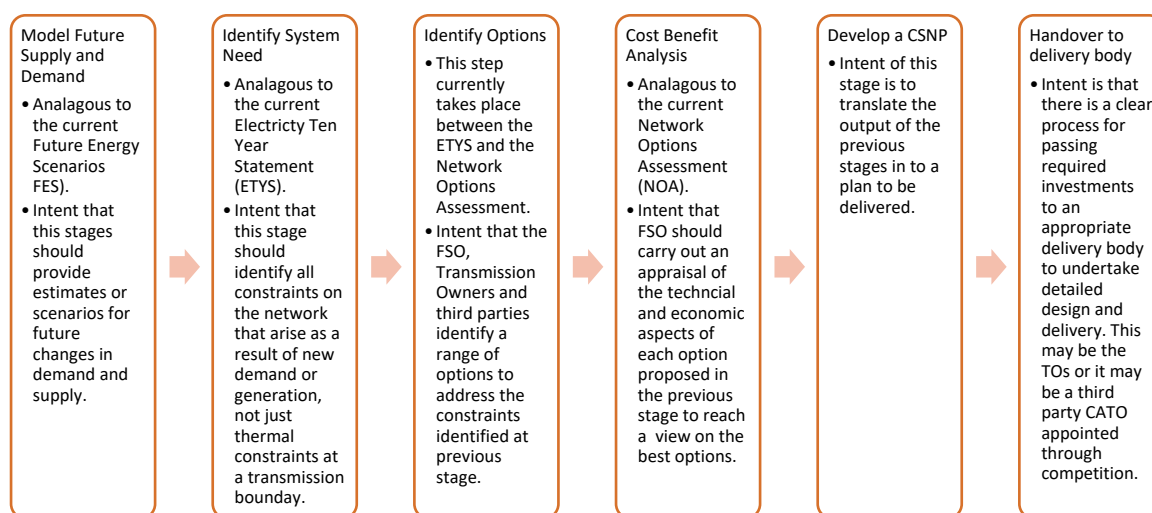 Model Future
Supply and
Demand
• Analagous to
the current
Future Energy
Scenarios
FES).
• Intent that
this stages
should
provide
estimates or
scenarios for
future
changes in
demand and
supply.
Identify System
Need
• Analagous to
the current
Electricty Ten
Year
Statement
(ETYS).
• Intent that
this stage
should
identify all
constraints on
the network
that arise as a
result of new
demand or
generation,
not just
thermal
constraints at
a transmission
bounday.
Identify Options
• This step
currently
takes place
between the
ETYS and the
Network
Options
Assessment.
• Intent that the
FSO,
Transmission
Owners and
third parties
identify a
range of
options to
address the
constraints
identified at
previous
stage.
Cost Benefit
Analysis
• Analagous to
the current
Network
Options
Assessment
(NOA).
• Intent that
FSO should
carry out an
appraisal of
the techncial
and economic
aspects of
each option
proposed in
the previous
stage to reach
a view on the
best options.
Develop a CSNP
• Intent of this
stage is to
translate the
output of the
previous
stages in to a
plan to be
delivered.
Handover to
delivery body
• Intent is that
there is a clear
process for
passing
required
investments
to an
appropriate
delivery body
to undertake
detailed
design and
delivery. This
may be the
TOs or it may
be a third
party CATO
appointed
through
competition.